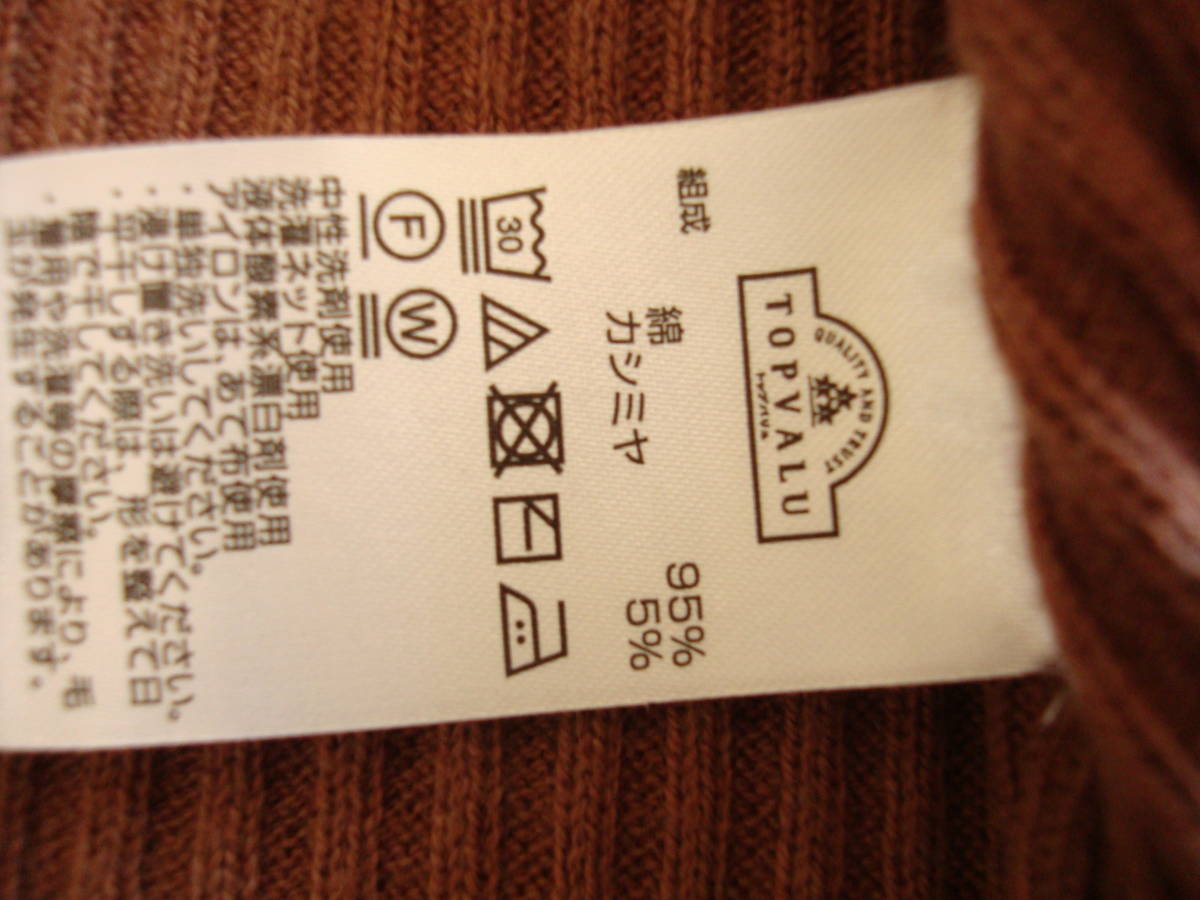 QUALITY AND TRUST
TOPVALU
トップバリュ
組成
綿 95%
カシミヤ 5%
30
F W
中性洗剤使用
洗濯ネット使用
液体酸素系漂白剤使用
アイロンは、あて布使用
・単独洗いしてください。
・浸け置き洗いは避けてください。
・平干しする際は、形を整えて日
陰で干してください。
・着用や洗濯等の摩擦により、毛
玉が発生することがあります。